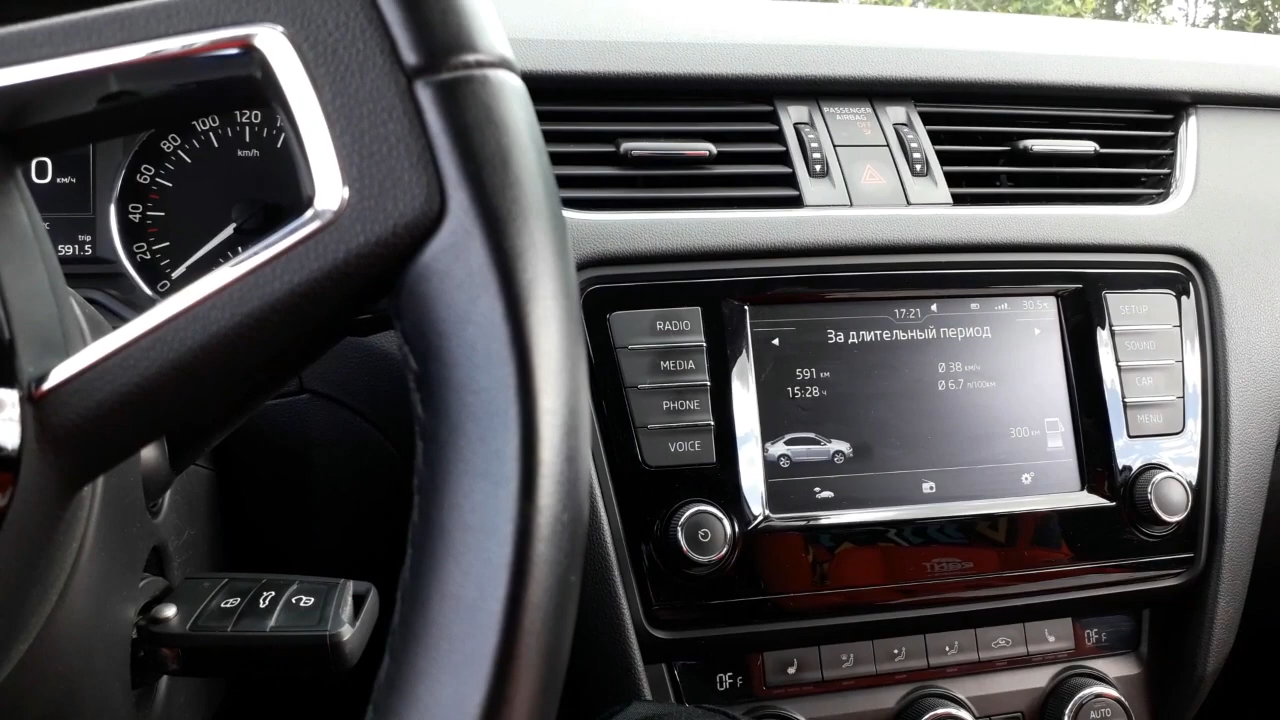 0 км/ч
trip
591.5
0
20
40
60
80
100
120
km/h
PASSENGER
AIRBAG
OFF
RADIO
MEDIA
PHONE
VOICE
17:21
30.5
За длительный период
591 км
15:28 ч
Ø 38 км/ч
Ø 6.7 л/100км
300 км
SETUP
SOUND
CAR
MENU
OFF
OFF
AUTO